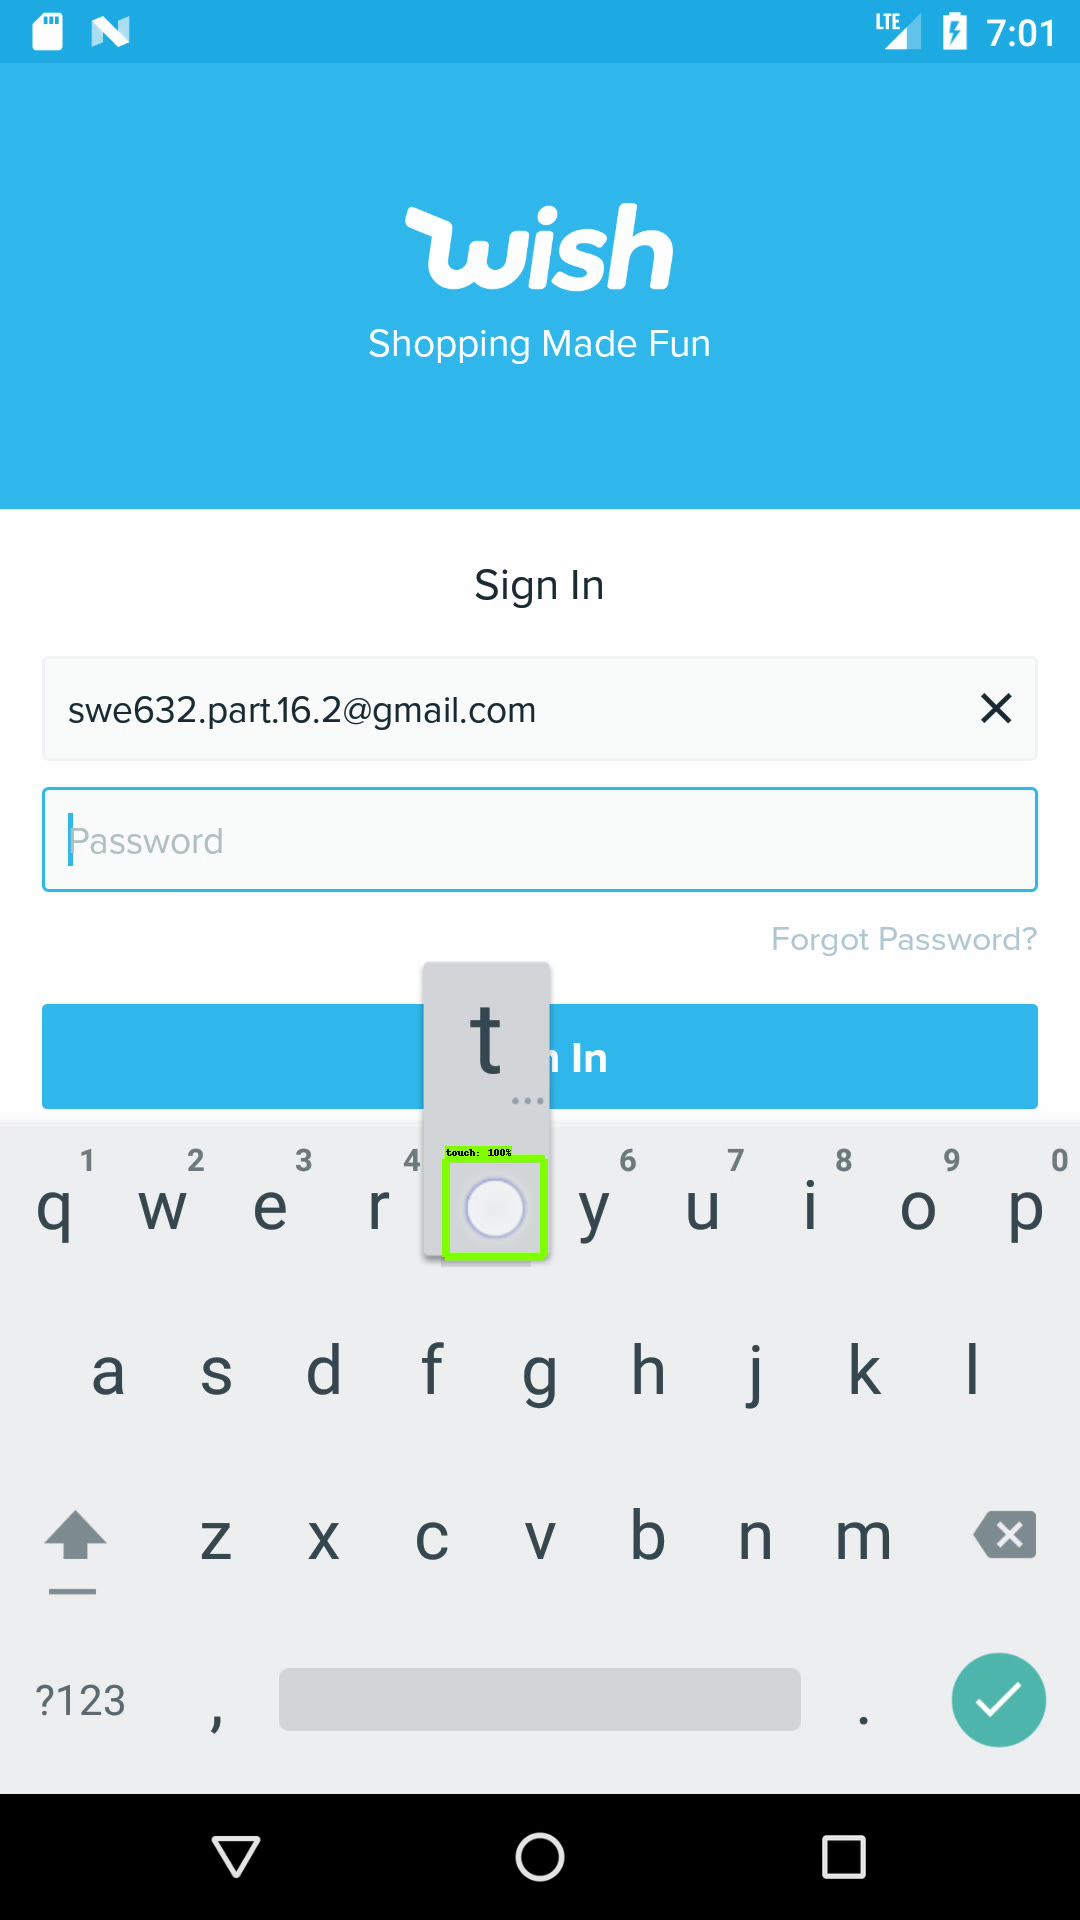 LTE 7:01
wish
Shopping Made Fun
Sign In
swe632.part.16.2@gmail.com
Password
Forgot Password?
t
n In
touch: 100%
1 2 3 4 6 7 8 9 0
q w e r y u i o p
a s d f g h j k l
z x c v b n m
?123 , .